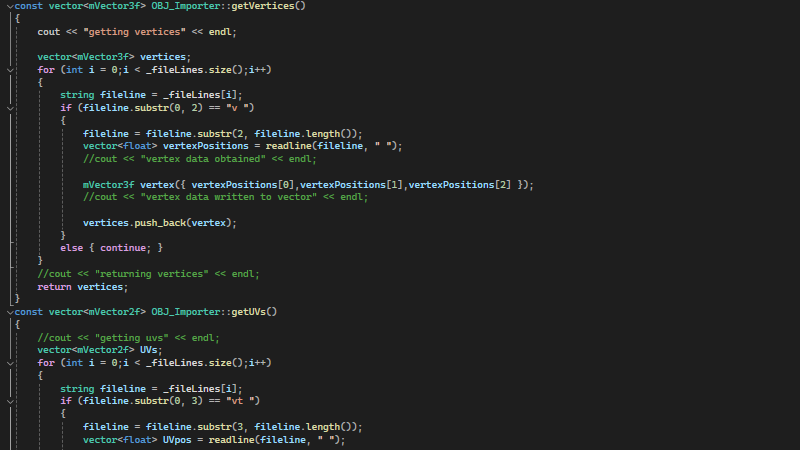 const vector<mVector3f> OBJ_Importer::getVertices()
{
cout << "getting vertices" << endl;
vector<mVector3f> vertices;
for (int i = 0;i < _fileLines.size();i++)
{
string fileline = _fileLines[i];
if (fileline.substr(0, 2) == "v ")
{
fileline = fileline.substr(2, fileline.length());
vector<float> vertexPositions = readline(fileline, " ");
//cout << "vertex data obtained" << endl;
mVector3f vertex({ vertexPositions[0],vertexPositions[1],vertexPositions[2] });
//cout << "vertex data written to vector" << endl;
vertices.push_back(vertex);
}
else { continue; }
}
//cout << "returning vertices" << endl;
return vertices;
}
const vector<mVector2f> OBJ_Importer::getUVs()
{
//cout << "getting uvs" << endl;
vector<mVector2f> UVs;
for (int i = 0;i < _fileLines.size();i++)
{
string fileline = _fileLines[i];
if (fileline.substr(0, 3) == "vt ")
{
fileline = fileline.substr(3, fileline.length());
vector<float> UVpos = readline(fileline, " ");